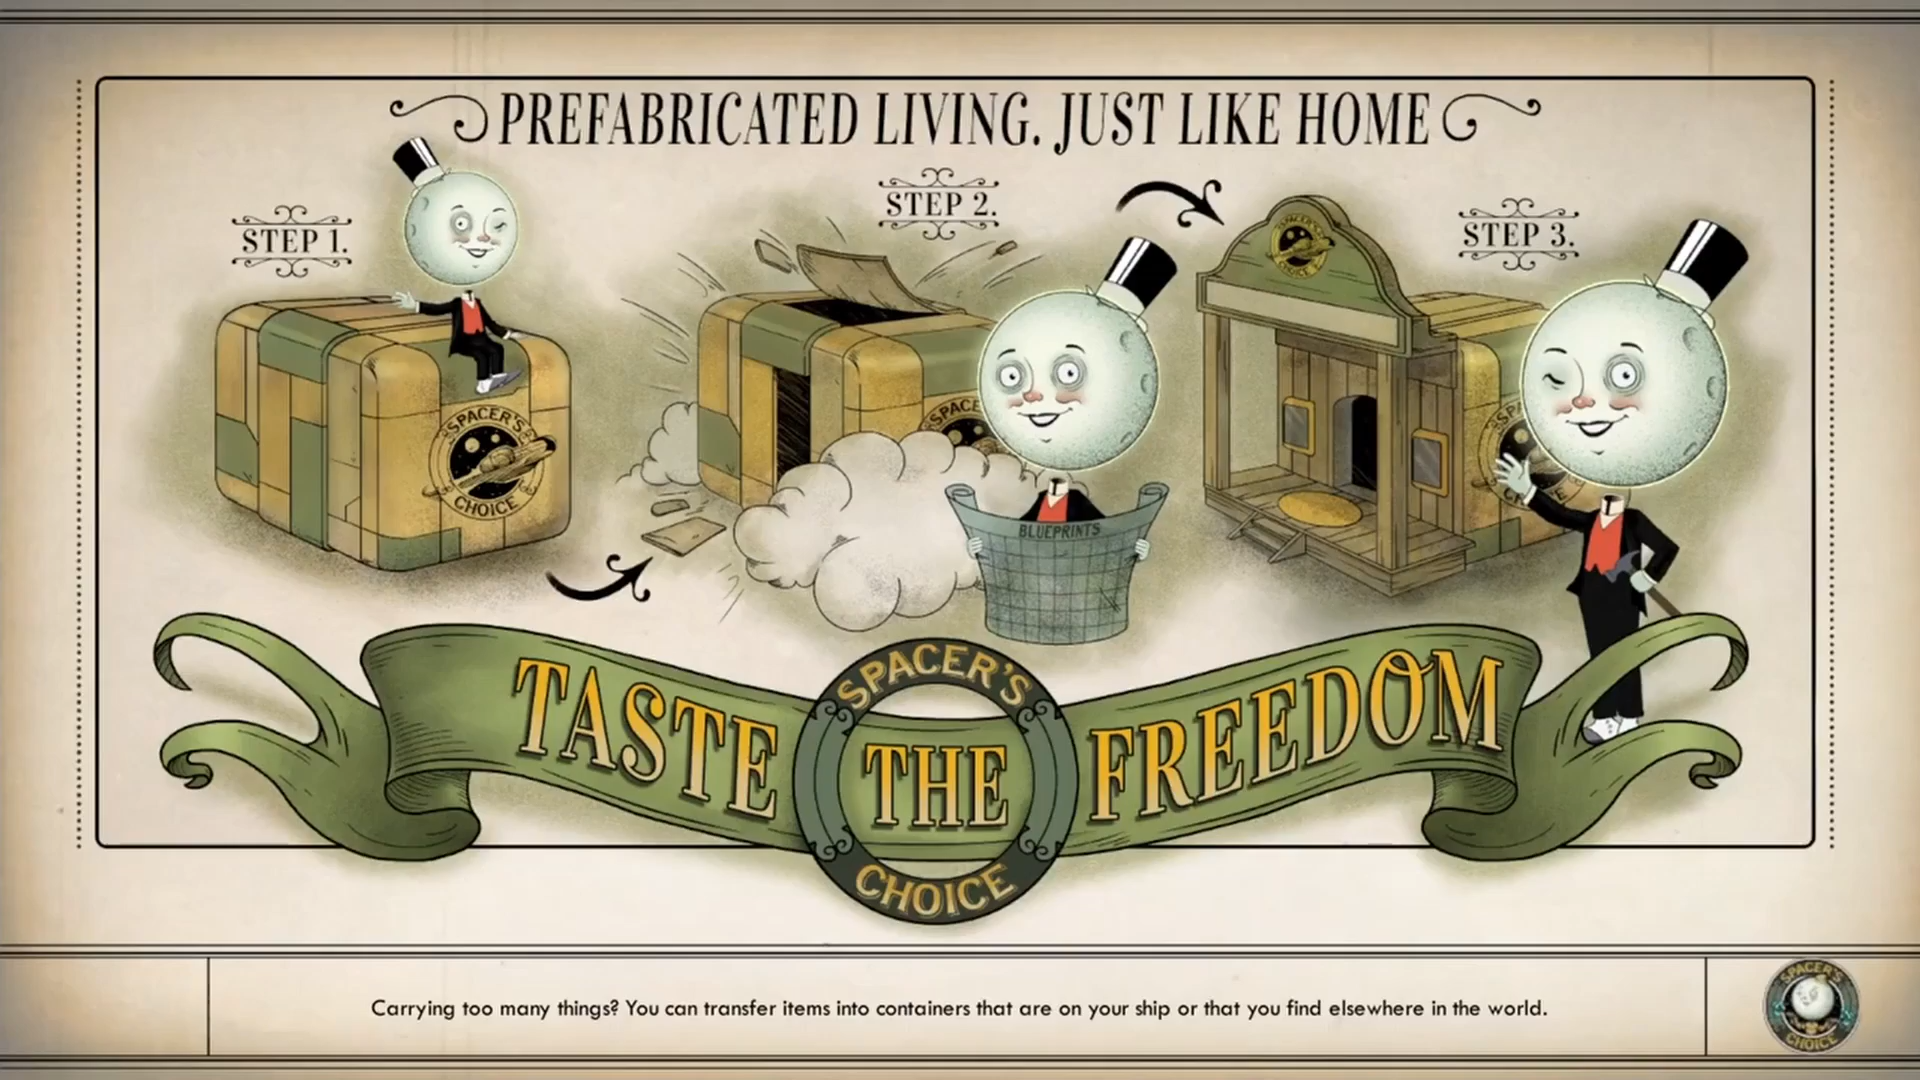 PREFABRICATED LIVING. JUST LIKE HOME
STEP 1.
STEP 2.
STEP 3.
SPACER'S
CHOICE
SPACE
BLUEPRINTS
SPACER'S
CHOICE
SPACER'S
TASTE THE FREEDOM
CHOICE
Carrying too many things? You can transfer items into containers that are on your ship or that you find elsewhere in the world.
SPACER'S
CHOICE